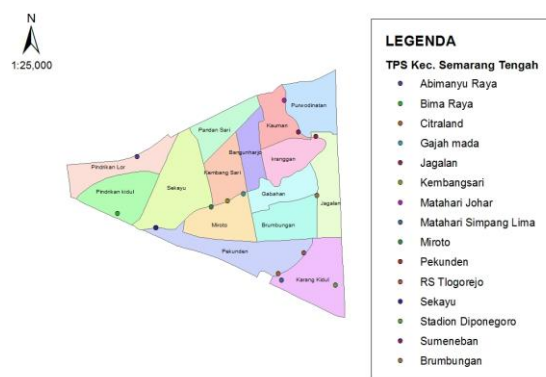 N
1:25,000
Purwodinatan
Kauman
Pandan Sari
Bangunharjo
Kranggan
Pindrikan Lor
Kembang Sari
Pindrikan kidul
Sekayu
Gabahan
Jagalan
Miroto
Brumbungan
Pekunden
Karang Kidul
LEGENDA
TPS Kec. Semarang Tengah
Abimanyu Raya
Bima Raya
Citraland
Gajah mada
Jagalan
Kembangsari
Matahari Johar
Matahari Simpang Lima
Miroto
Pekunden
RS Tlogorejo
Sekayu
Stadion Diponegoro
Sumeneban
Brumbungan